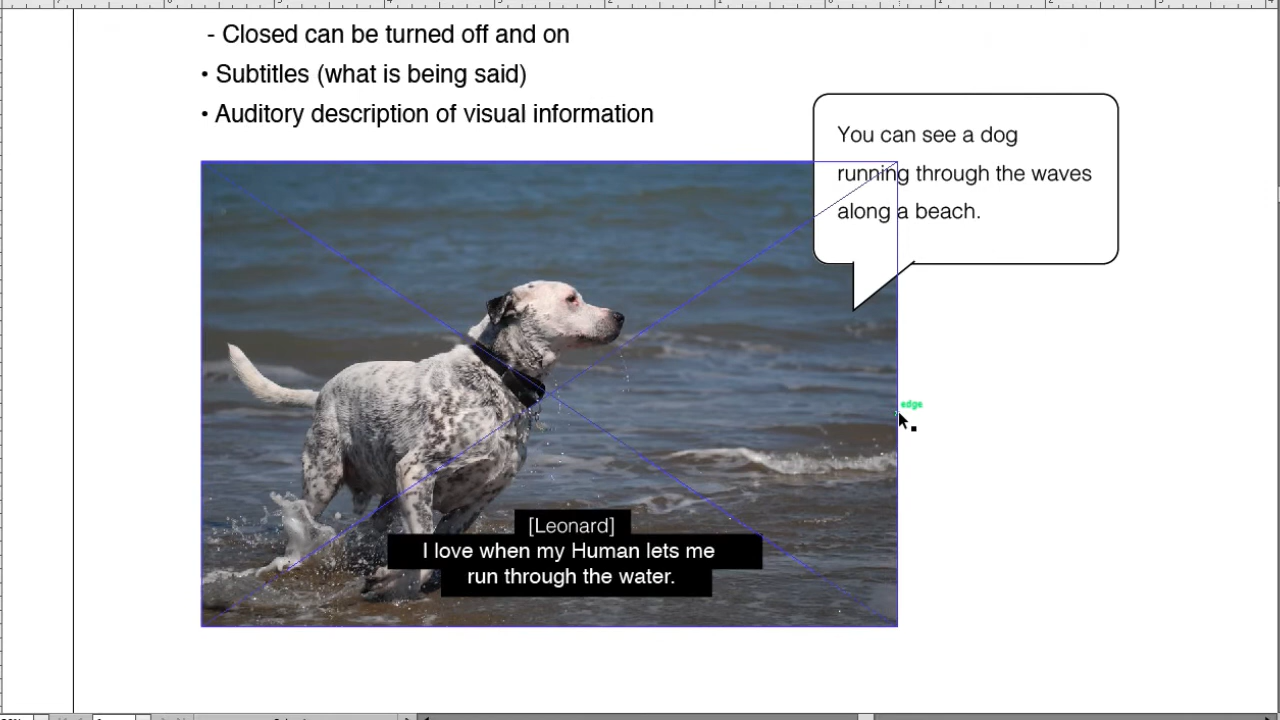 - Closed can be turned off and on
• Subtitles (what is being said)
• Auditory description of visual information
You can see a dog
running through the waves
along a beach.
edge
[Leonard]
I love when my Human lets me
run through the water.